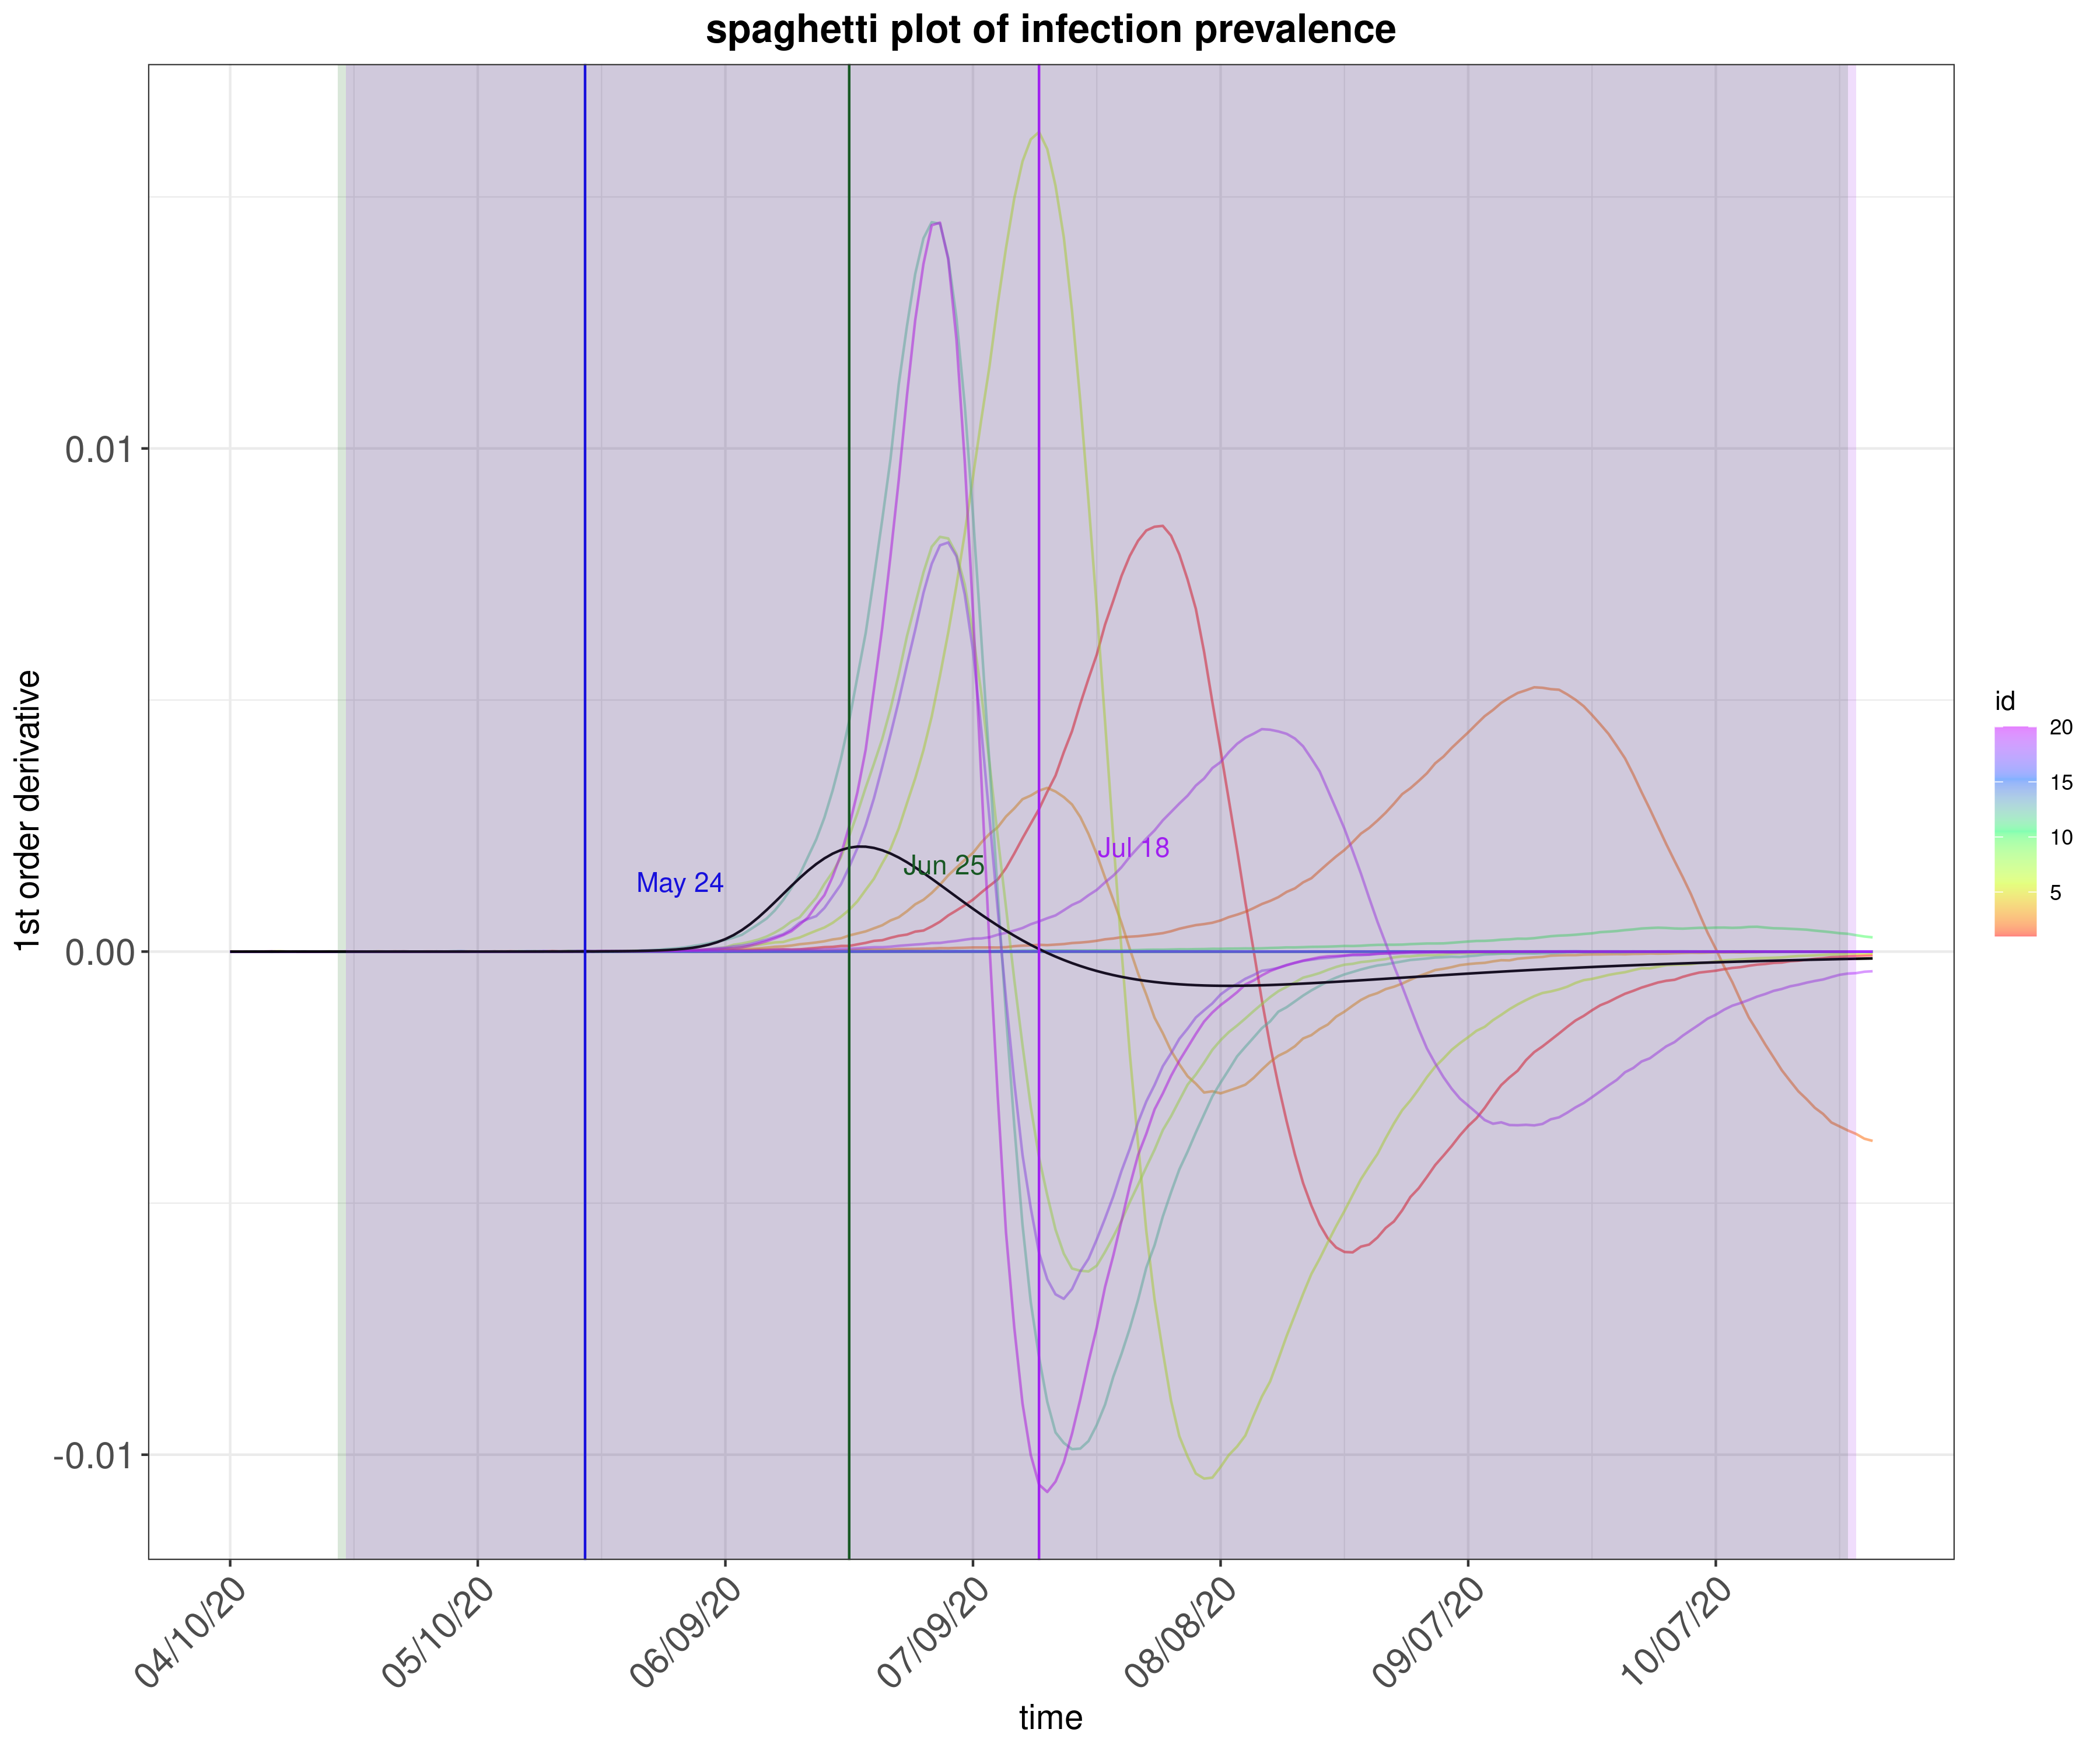 spaghetti plot of infection prevalence
1st order derivative
0.01
0.00
-0.01
May 24
Jun 25
Jul 18
04/10/20
05/10/20
06/09/20
07/09/20
08/08/20
09/07/20
10/07/20
time
id
20
15
10
5